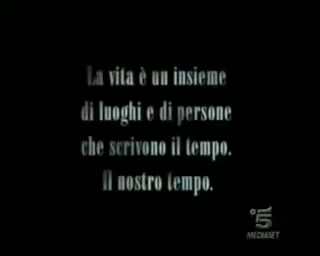 La vita è un insieme
di luoghi e di persone
che scrivono il tempo.
Il nostro tempo.
5
MEDIASET